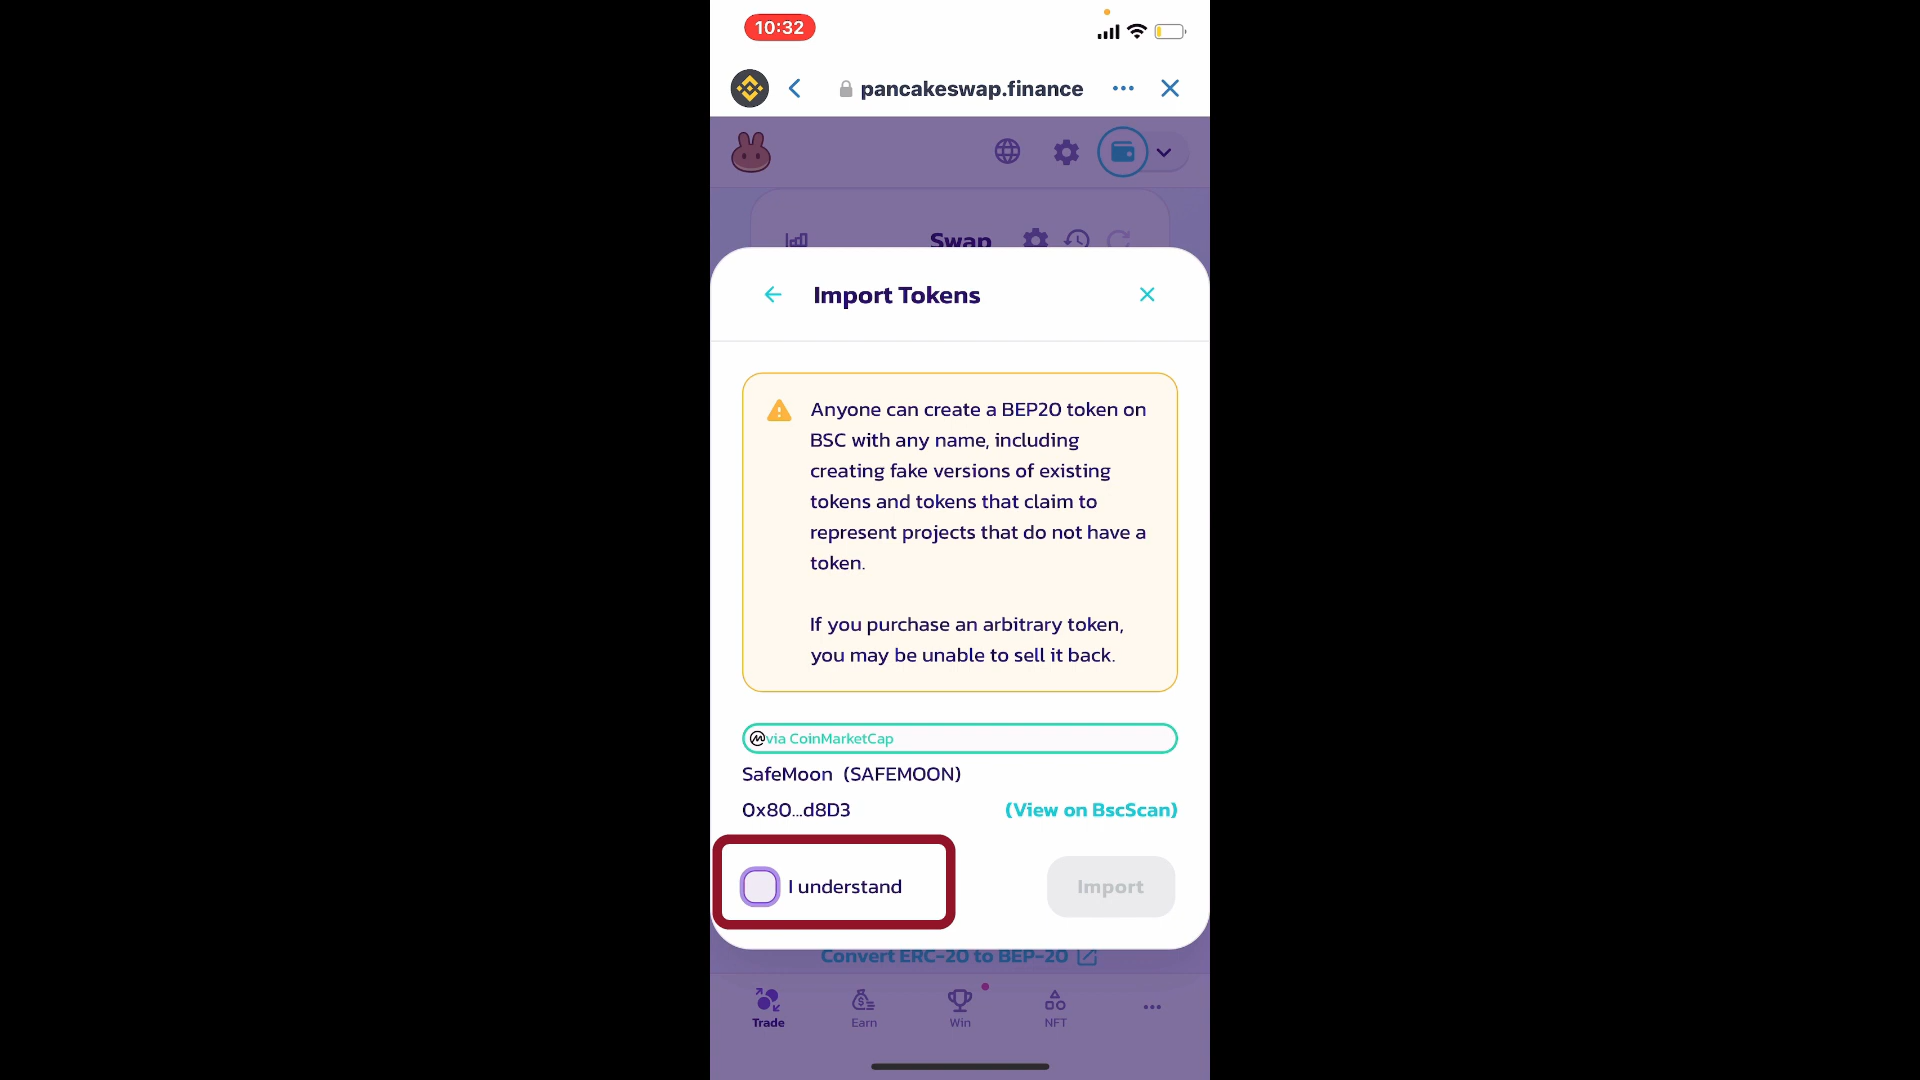 10:32
pancakeswap.finance
Swap
Import Tokens
Anyone can create a BEP20 token on
BSC with any name, including
creating fake versions of existing
tokens and tokens that claim to
represent projects that do not have a
token.
If you purchase an arbitrary token,
you may be unable to sell it back.
via CoinMarketCap
SafeMoon (SAFEMOON)
0x80...d8D3 (View on BscScan)
I understand Import
Convert ERC-20 to BEP-20
Trade Earn Win NFT